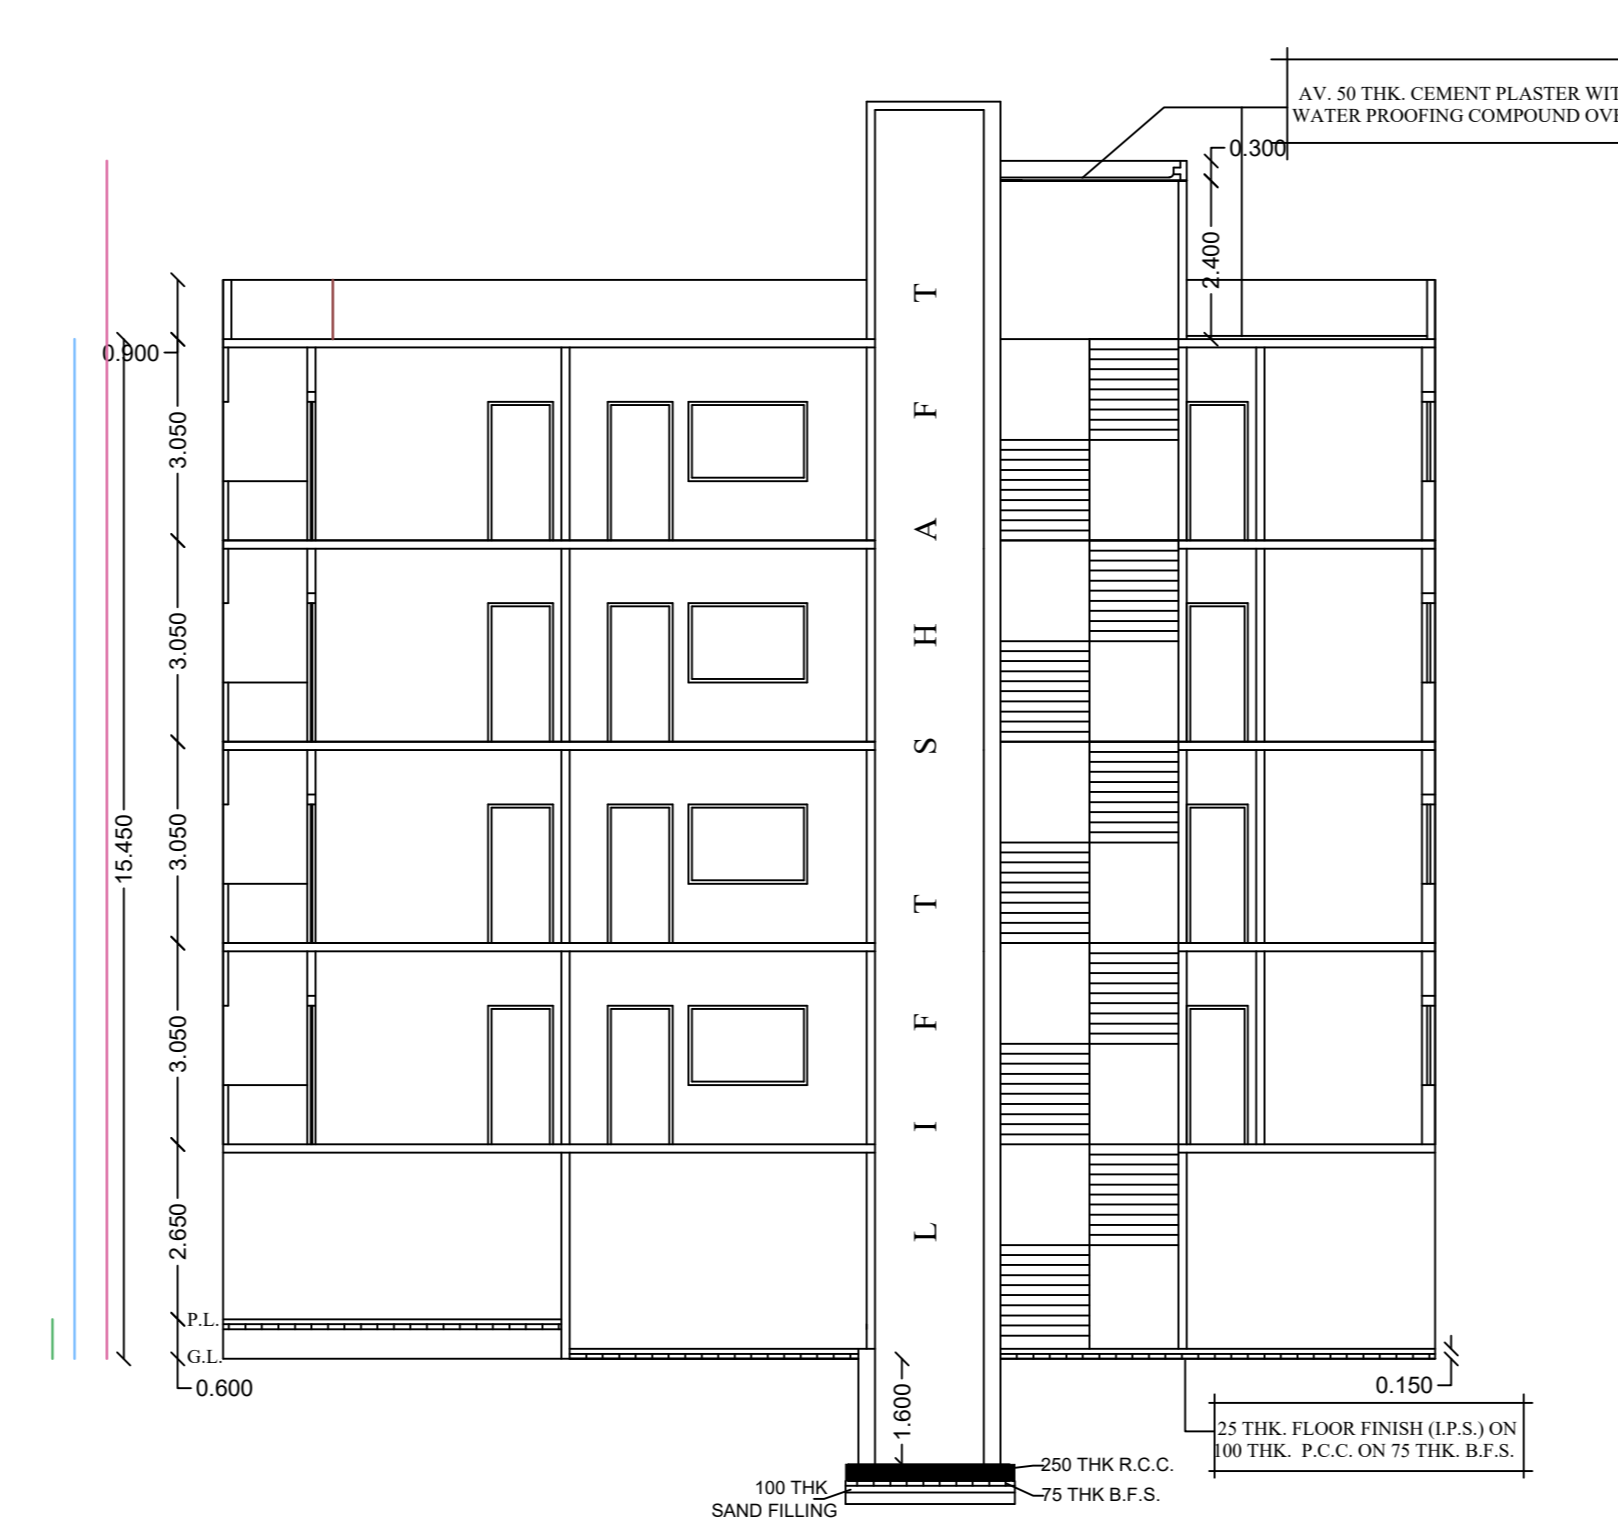 AV. 50 THK. CEMENT PLASTER
WATER PROOFING COMPOUND
0.300
2.400
0.900
3.050
3.050
15.450
3.050
3.050
2.650
P.L.
G.L.
0.600
LIFT SHAFT
1.600
0.150
25 THK. FLOOR FINISH (I.P.S.) ON
100 THK. P.C.C. ON 75 THK. B.F.S.
250 THK R.C.C.
75 THK B.F.S.
100 THK
SAND FILLING